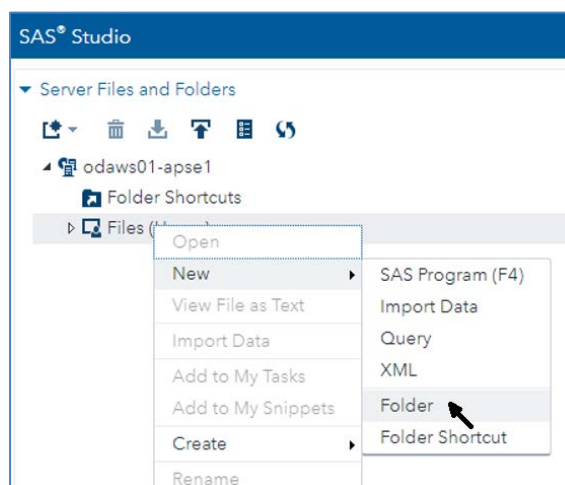 SAS® Studio
Server Files and Folders
odaws01-apse1
Folder Shortcuts
Files (
Open
New
View File as Text
Import Data
Add to My Tasks
Add to My Snippets
Create
Rename
SAS Program (F4)
Import Data
Query
XML
Folder
Folder Shortcut